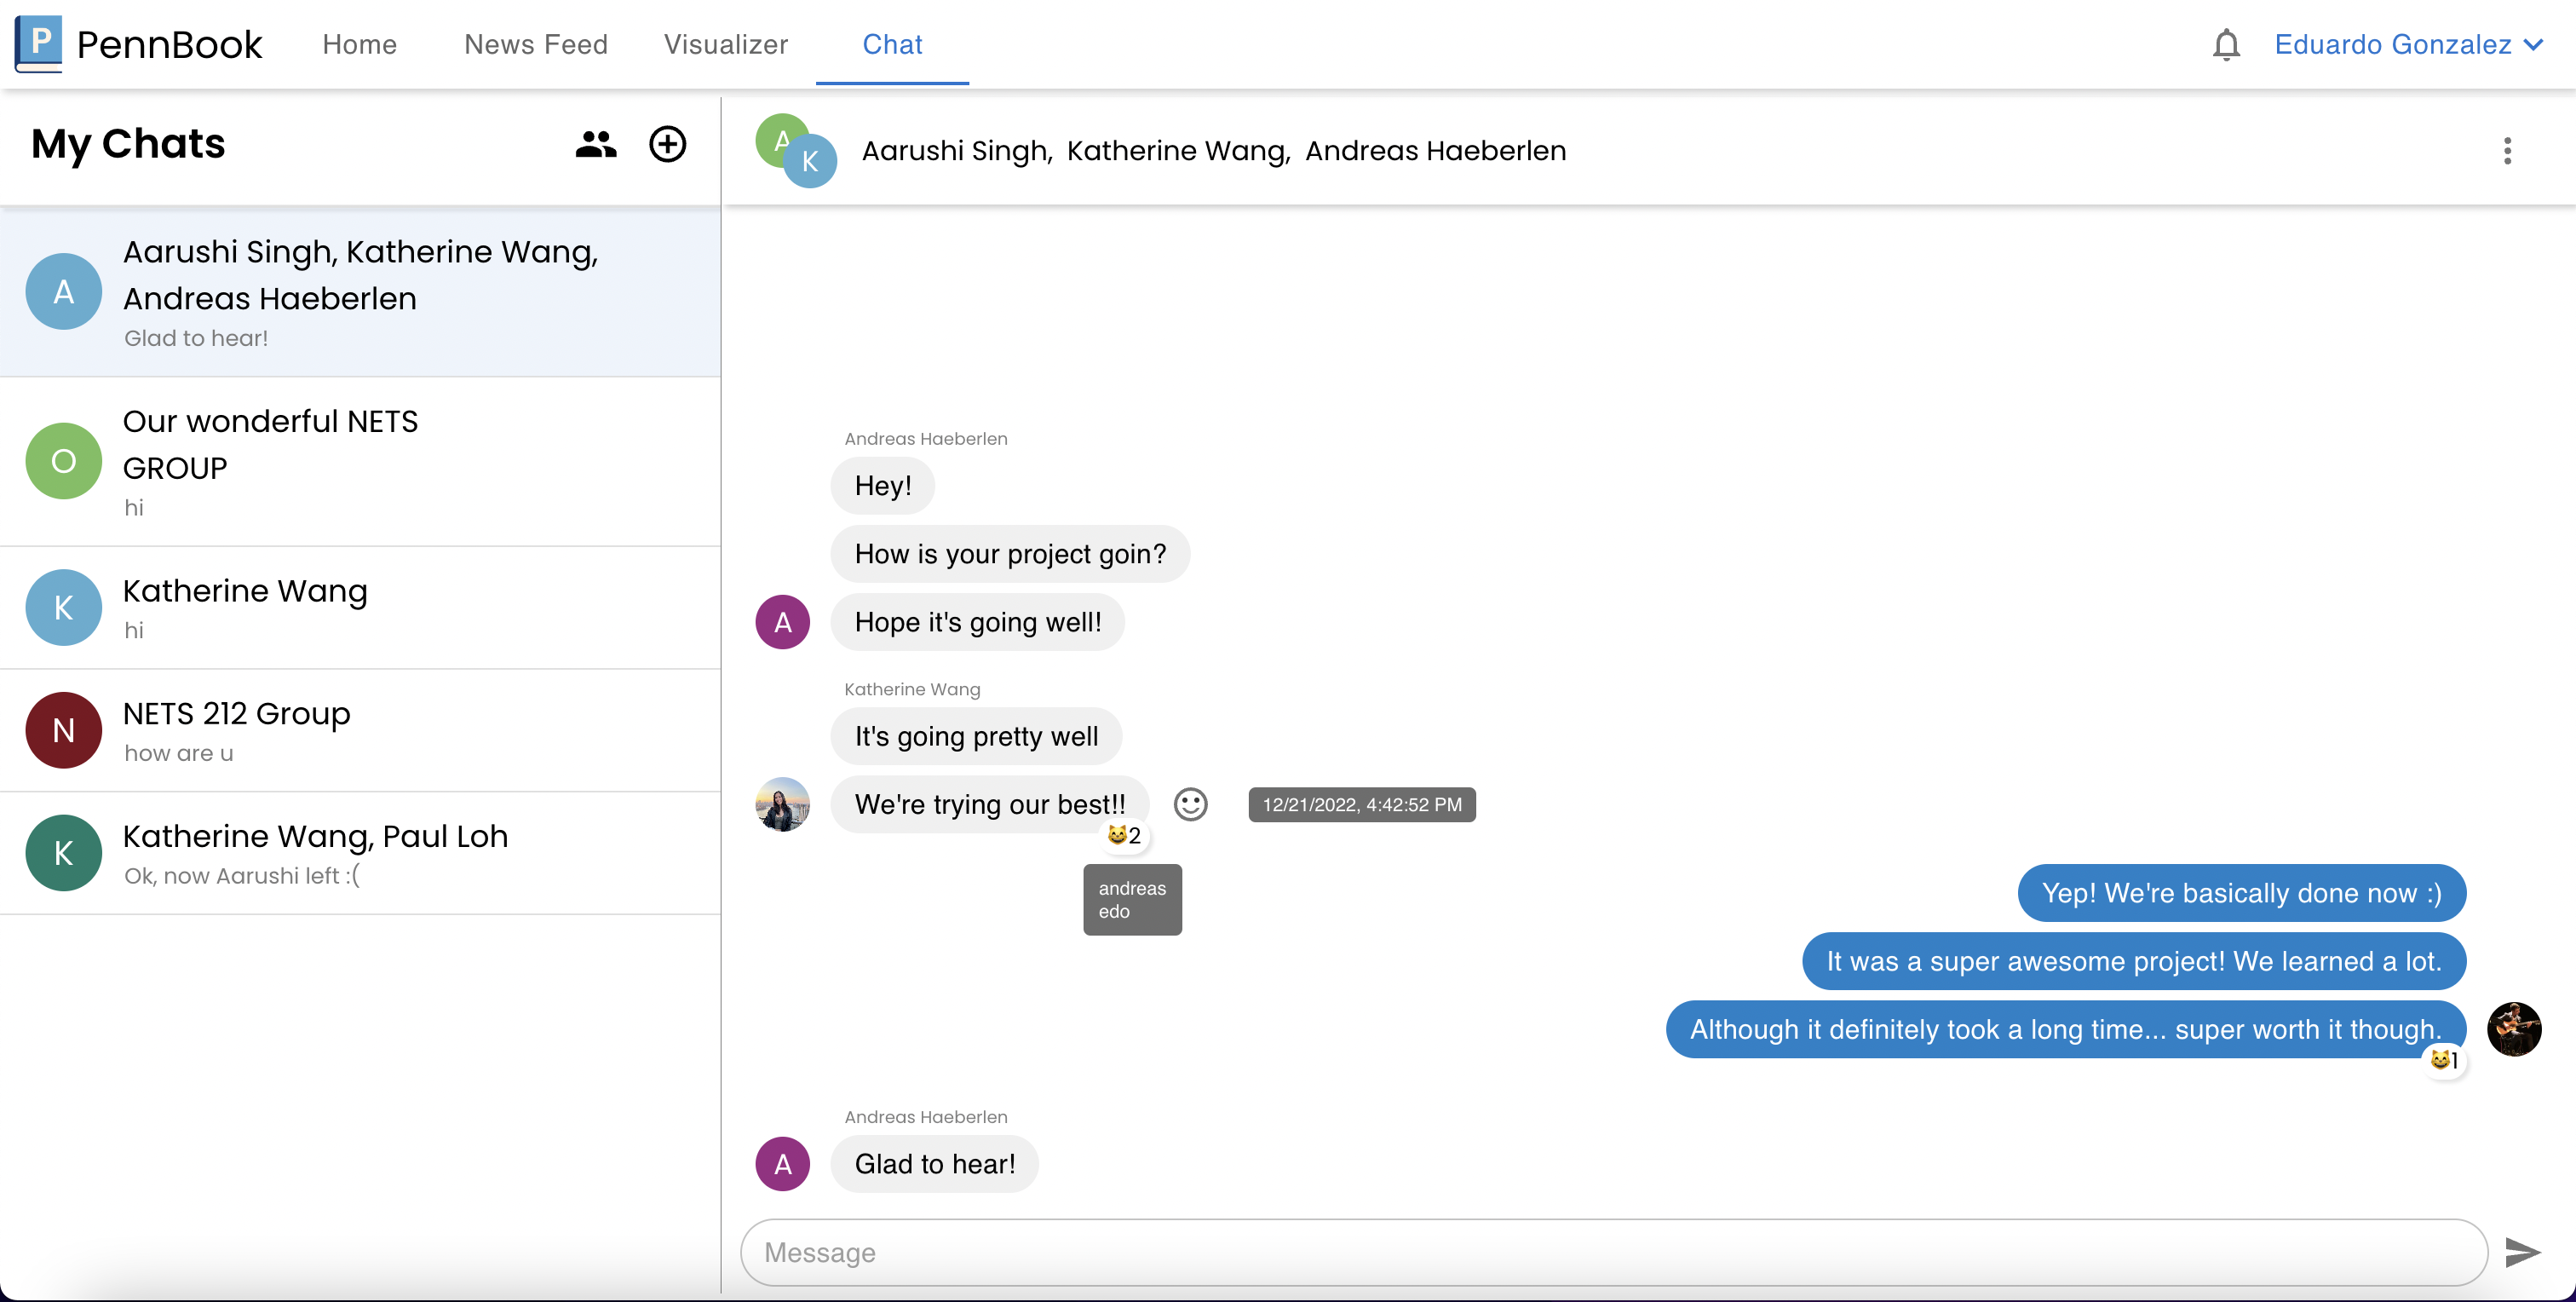 P PennBook Home News Feed Visualizer Chat Eduardo Gonzalez
My Chats
A
Aarushi Singh, Katherine Wang,
Andreas Haeberlen
Glad to hear!
O
Our wonderful NETS
GROUP
hi
K
Katherine Wang
hi
N
NETS 212 Group
how are u
K
Katherine Wang, Paul Loh
Ok, now Aarushi left :(
A K Aarushi Singh, Katherine Wang, Andreas Haeberlen
Andreas Haeberlen
Hey!
How is your project goin?
A Hope it's going well!
Katherine Wang
It's going pretty well
We're trying our best!! 12/21/2022, 4:42:52 PM
😺2
andreas
edo
Yep! We're basically done now :)
It was a super awesome project! We learned a lot.
Although it definitely took a long time... super worth it though.
😺1
Andreas Haeberlen
A Glad to hear!
Message